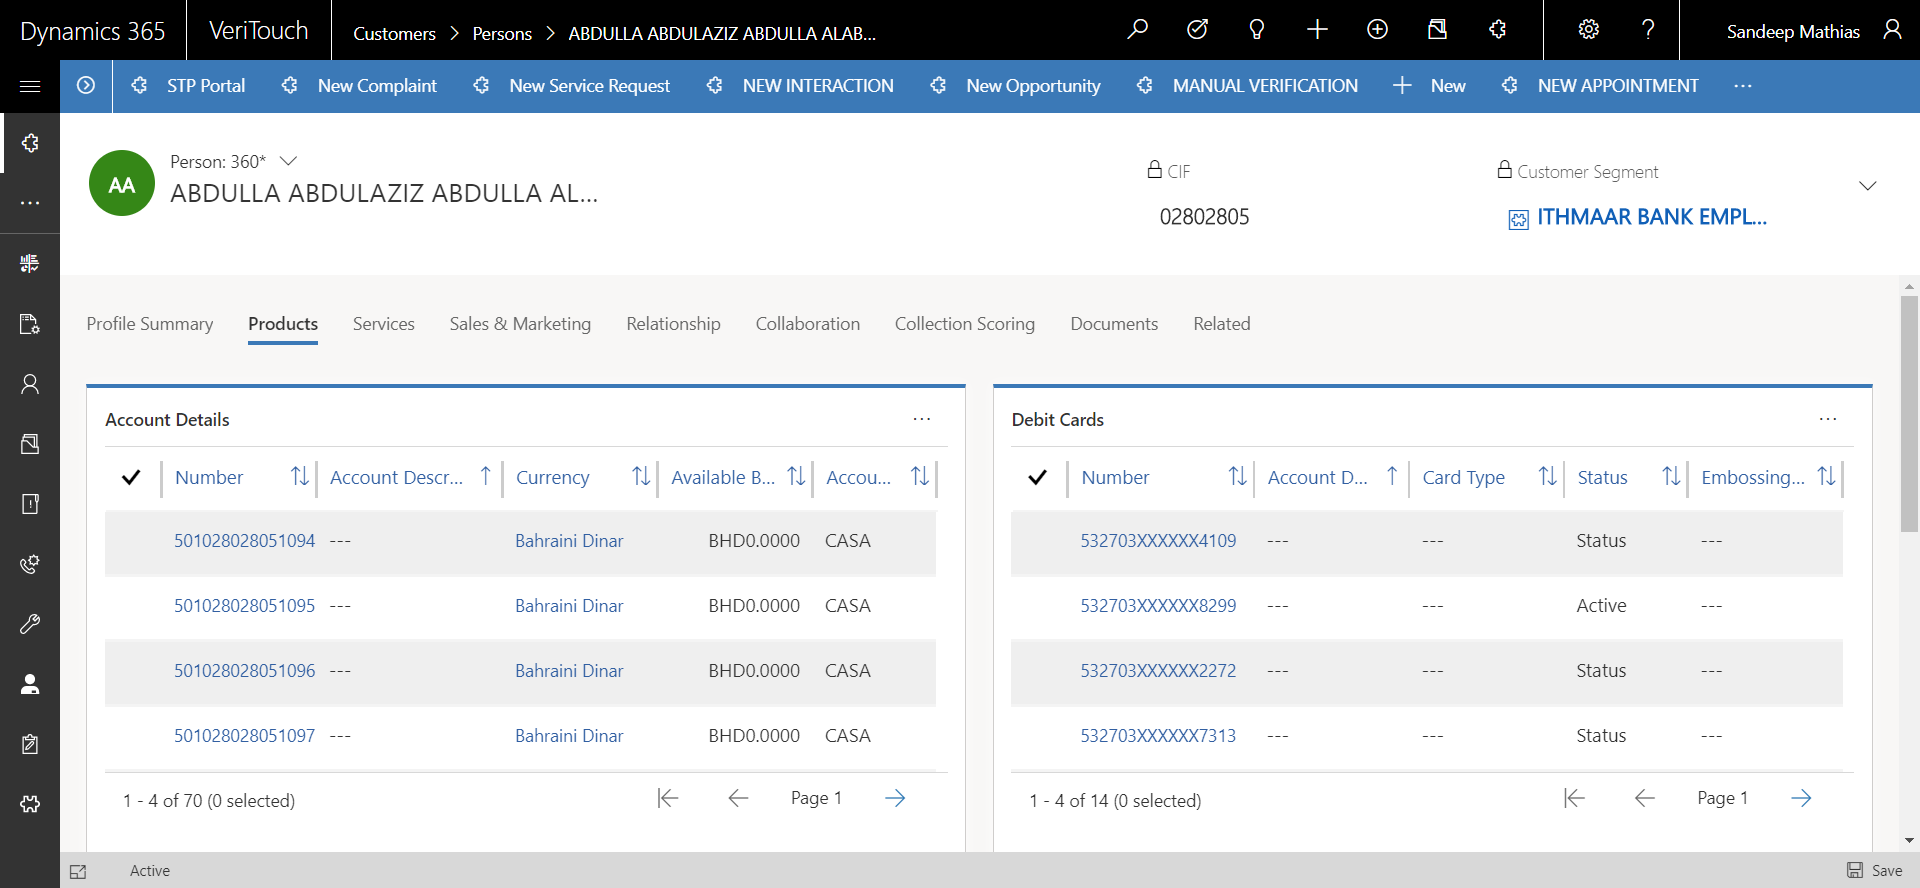 Dynamics 365
VeriTouch
Customers
Persons
ABDULLA ABDULAZIZ ABDULLA ALAB...
Sandeep Mathias
STP Portal
New Complaint
New Service Request
NEW INTERACTION
New Opportunity
MANUAL VERIFICATION
New
NEW APPOINTMENT
AA
Person: 360*
ABDULLA ABDULAZIZ ABDULLA AL...
CIF
02802805
Customer Segment
ITHMAAR BANK EMPL...
Profile Summary
Products
Services
Sales & Marketing
Relationship
Collaboration
Collection Scoring
Documents
Related
Account Details
Number Account Descr... Currency Available B... Accou...
501028028051094 --- Bahraini Dinar BHD0.0000 CASA
501028028051095 --- Bahraini Dinar BHD0.0000 CASA
501028028051096 --- Bahraini Dinar BHD0.0000 CASA
501028028051097 --- Bahraini Dinar BHD0.0000 CASA
1 - 4 of 70 (0 selected) Page 1
Debit Cards
Number Account D... Card Type Status Embossing...
532703XXXXXX4109 --- --- Status ---
532703XXXXXX8299 --- --- Active ---
532703XXXXXX2272 --- --- Status ---
532703XXXXXX7313 --- --- Status ---
1 - 4 of 14 (0 selected) Page 1
Active
Save